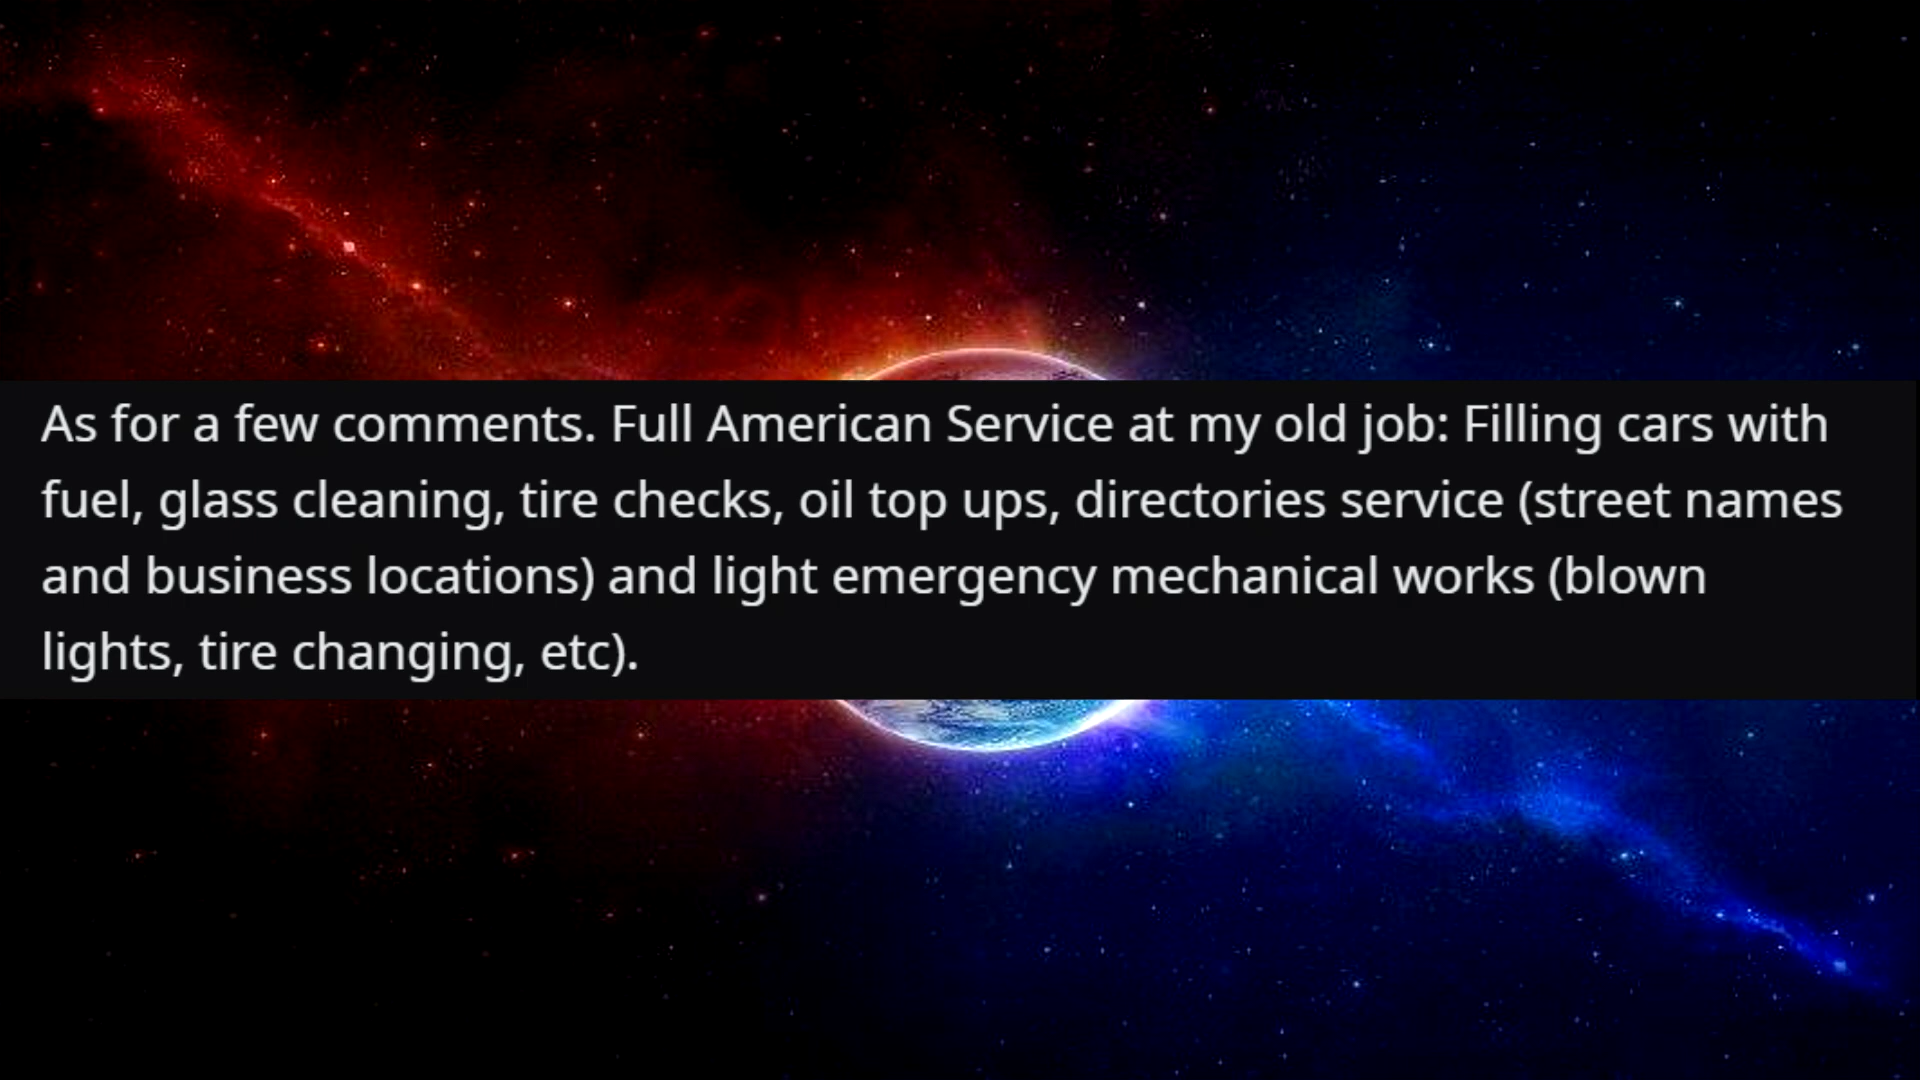 As for a few comments. Full American Service at my old job: Filling cars with
fuel, glass cleaning, tire checks, oil top ups, directories service (street names
and business locations) and light emergency mechanical works (blown
lights, tire changing, etc).